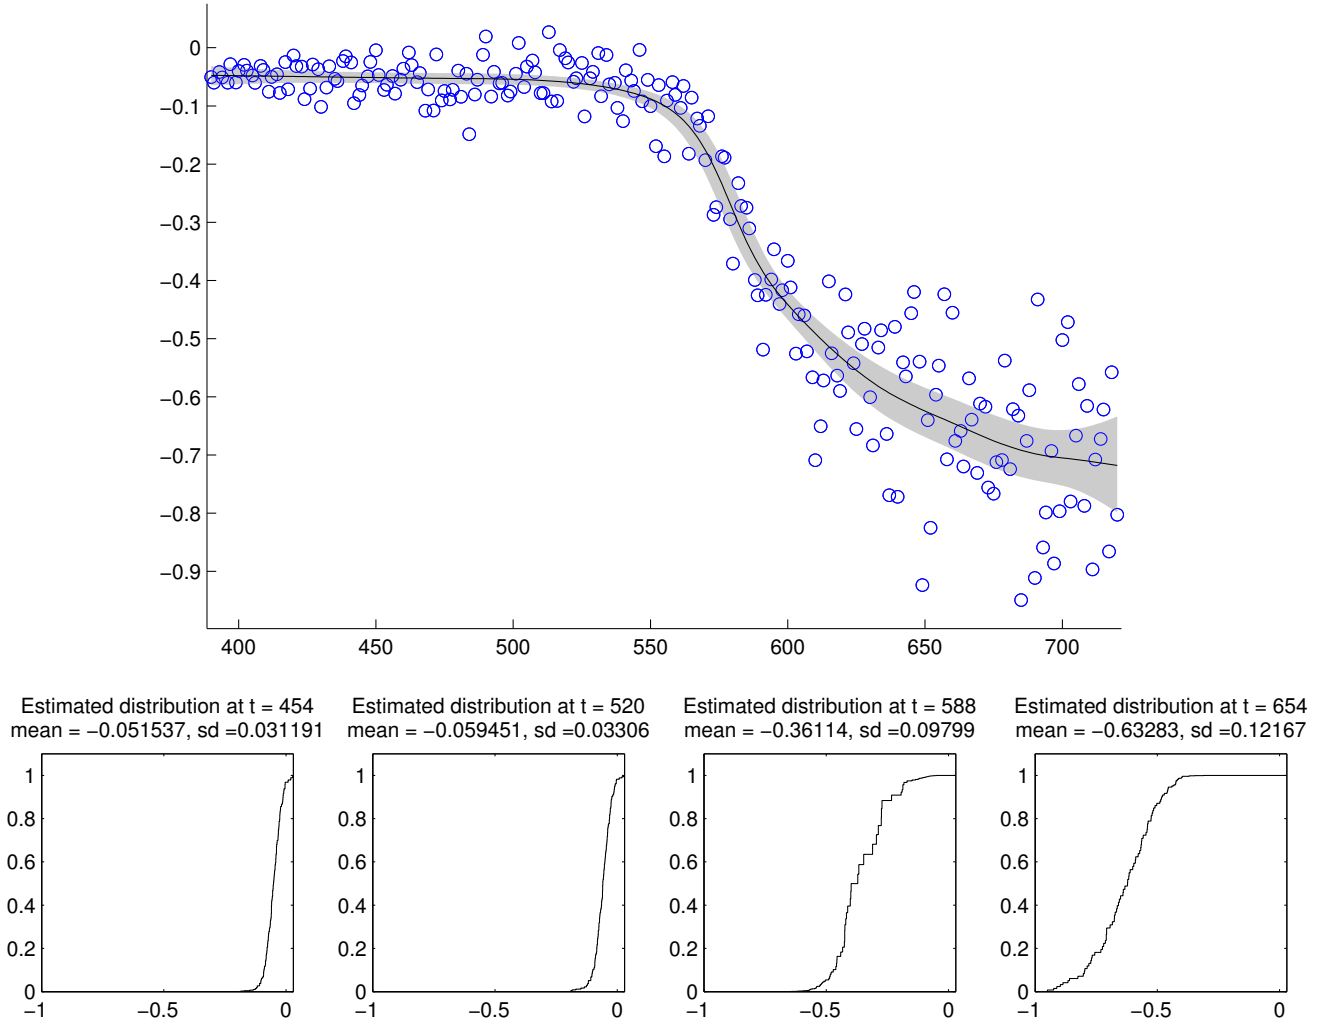 0
−0.1
−0.2
−0.3
−0.4
−0.5
−0.6
−0.7
−0.8
−0.9
400 450 500 550 600 650 700
Estimated distribution at t = 454
mean = −0.051537, sd =0.031191
1
0.8
0.6
0.4
0.2
0
−1 −0.5 0
Estimated distribution at t = 520
mean = −0.059451, sd =0.03306
1
0.8
0.6
0.4
0.2
0
−1 −0.5 0
Estimated distribution at t = 588
mean = −0.36114, sd =0.09799
1
0.8
0.6
0.4
0.2
0
−1 −0.5 0
Estimated distribution at t = 654
mean = −0.63283, sd =0.12167
1
0.8
0.6
0.4
0.2
0
−1 −0.5 0